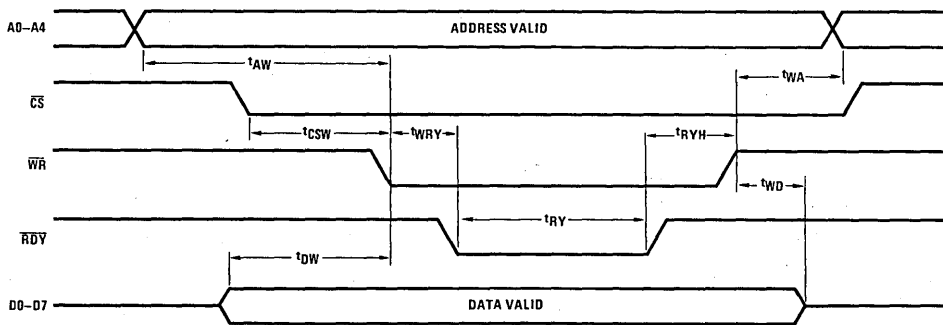 A0–A4 ADDRESS VALID
tAW tWA
CS
tCSW tWRY tRYH
WR
tWD
tRY
RDY
tDW
D0–D7 DATA VALID